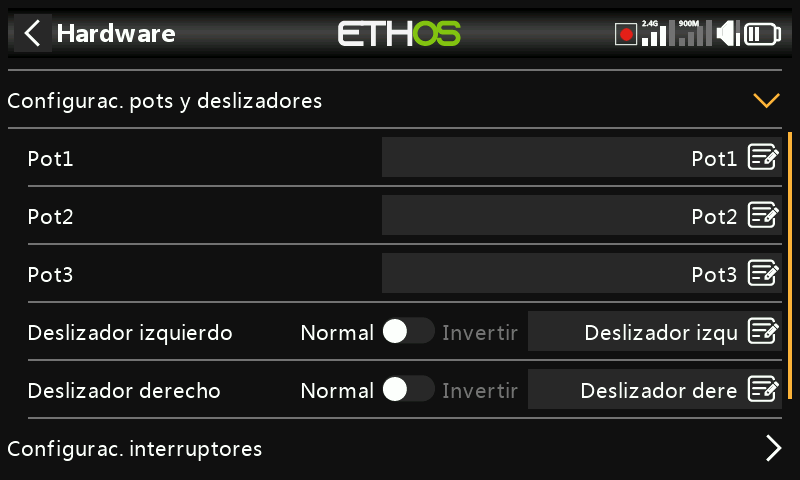 Hardware
ETHOS
2.4G
900M
Configurac. pots y deslizadores
Pot1 Pot1
Pot2 Pot2
Pot3 Pot3
Deslizador izquierdo Normal Invertir Deslizador izqu
Deslizador derecho Normal Invertir Deslizador dere
Configurac. interruptores